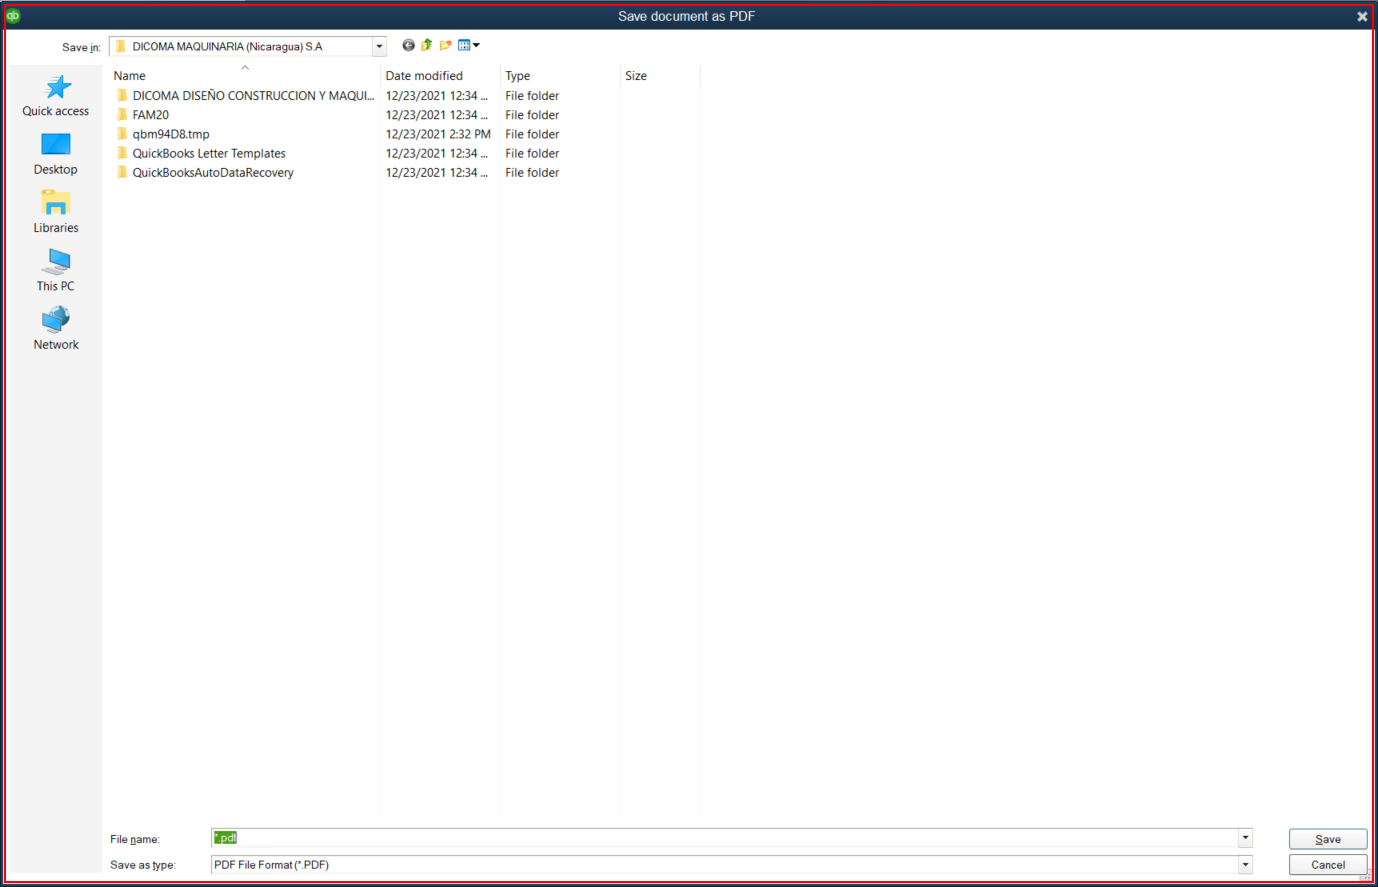 qb
Save document as PDF
Save in: DICOMA MAQUINARIA (Nicaragua) S.A
Name Date modified Type Size
DICOMA DISEÑO CONSTRUCCION Y MAQUI... 12/23/2021 12:34 ... File folder
FAM20 12/23/2021 12:34 ... File folder
qbm94D8.tmp 12/23/2021 2:32 PM File folder
QuickBooks Letter Templates 12/23/2021 12:34 ... File folder
QuickBooksAutoDataRecovery 12/23/2021 12:34 ... File folder
Quick access
Desktop
Libraries
This PC
Network
File name: *.pdf
Save
Save as type: PDF File Format (*.PDF)
Cancel